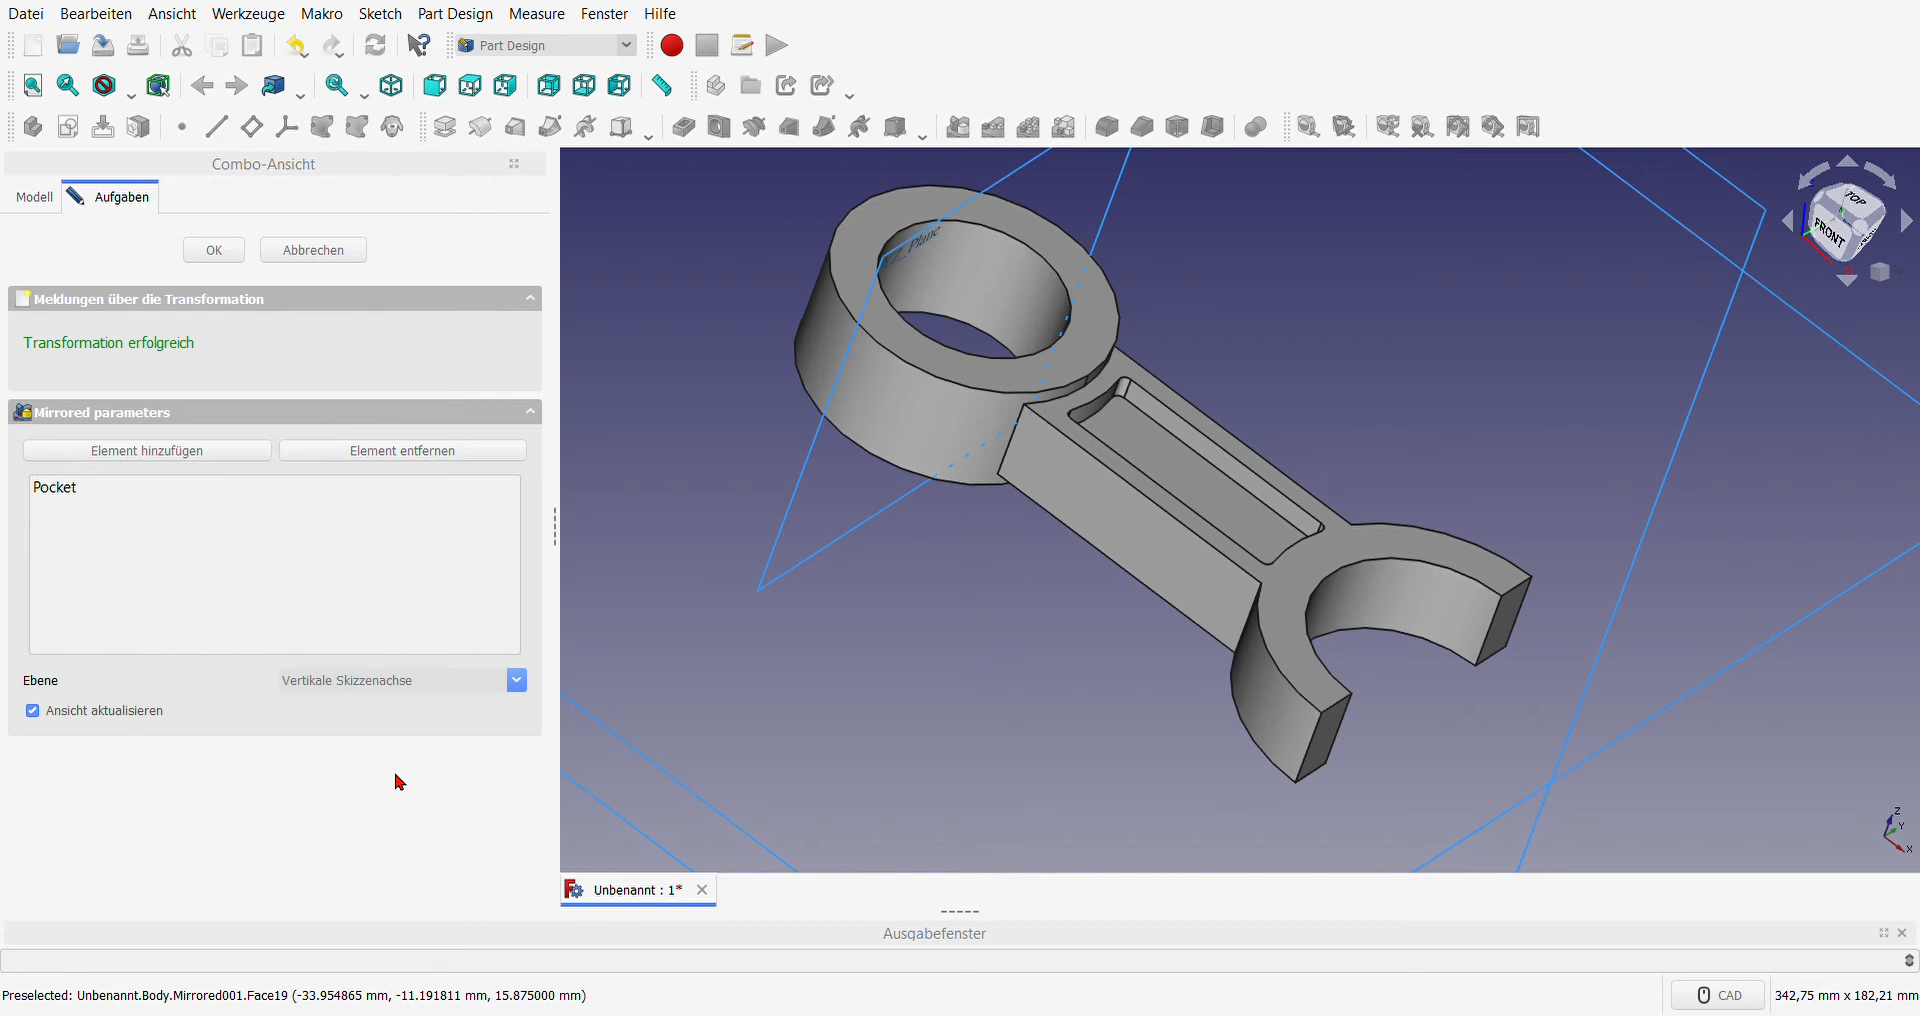 Datei Bearbeiten Ansicht Werkzeuge Makro Sketch Part Design Measure Fenster Hilfe
Part Design
Combo-Ansicht
Modell Aufgaben
OK Abbrechen
Meldungen über die Transformation
Transformation erfolgreich
Mirrored parameters
Element hinzufügen Element entfernen
Pocket
Ebene Vertikale Skizzenachse
Ansicht aktualisieren
TOP
FRONT
Z
Y
X
Unbenannt : 1*
Ausgabefenster
Preselected: Unbenannt.Body.Mirrored001.Face19 (-33.954865 mm, -11.191811 mm, 15.875000 mm)
CAD 342,75 mm x 182,21 mm